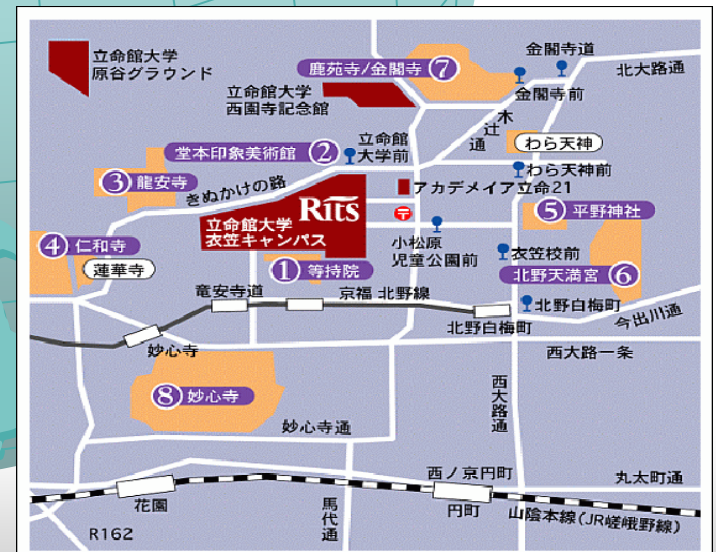 立命館大学
原谷グラウンド
鹿苑寺/金閣寺 ⑦
金閣寺道
北大路通
立命館大学
西園寺記念館
金閣寺前
木辻通
わら天神
立命館
大学前
堂本印象美術館 ②
わら天神前
③ 龍安寺
きぬかけの路
アカデメイア立命21
Rits
立命館大学
衣笠キャンパス
〒
⑤ 平野神社
④ 仁和寺
小松原
児童公園前
衣笠校前
蓮華寺
① 等持院
北野天満宮 ⑥
竜安寺道
京福 北野線
北野白梅町
今出川通
北野白梅町
妙心寺
西大路一条
⑧ 妙心寺
西大路通
妙心寺通
西ノ京円町
丸太町通
花園
馬代通
円町
山陰本線(JR嵯峨野線)
R162